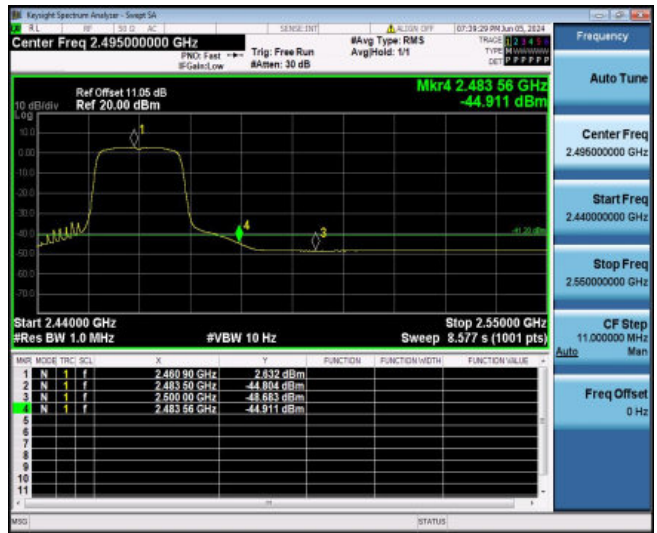 Keysight Spectrum Analyzer - Swept SA
RL RF 50 Ω AC SENSE:INT ALIGN OFF 07:39:29 PM Jun 05, 2024
Center Freq 2.495000000 GHz
#Avg Type: RMS
TRACE 1 2 3 4 5 6
PNO: Fast Trig: Free Run Avg|Hold: 1/1
TYPE
IFGain:Low #Atten: 30 dB
DET P P P P P P
Frequency
Auto Tune
Mkr4 2.483 56 GHz
-44.911 dBm
Ref Offset 11.05 dB
10 dB/div Ref 20.00 dBm
Log
10.0
0.00
-10.0
-20.0
-30.0
-40.0
-50.0
-60.0
-70.0
1
4
3
-41.20 dBm
Center Freq
2.495000000 GHz
Start Freq
2.440000000 GHz
Stop Freq
2.550000000 GHz
Start 2.44000 GHz Stop 2.55000 GHz
#Res BW 1.0 MHz #VBW 10 Hz Sweep 8.577 s (1001 pts)
CF Step
11.000000 MHz
Auto Man
Freq Offset
0 Hz
MKR MODE TRC SCL X Y FUNCTION FUNCTION WIDTH FUNCTION VALUE
1 N 1 f 2.460 90 GHz 2.632 dBm
2 N 1 f 2.483 50 GHz -44.804 dBm
3 N 1 f 2.500 00 GHz -48.683 dBm
4 N 1 f 2.483 56 GHz -44.911 dBm
5
6
7
8
9
10
11
MSG STATUS